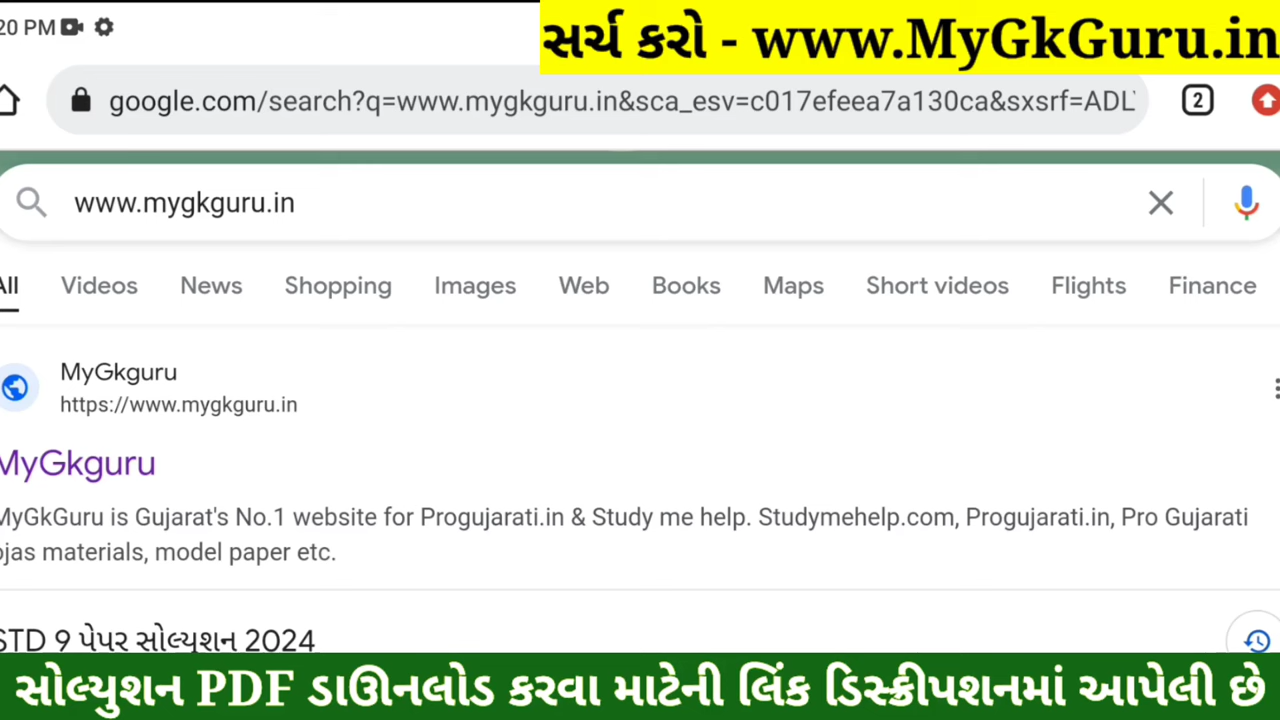 20 PM
સર્ચ કરો - www.MyGkGuru.in
google.com/search?q=www.mygkguru.in&sca_esv=c017efeea7a130ca&sxsrf=ADL
2
www.mygkguru.in
All Videos News Shopping Images Web Books Maps Short videos Flights Finance
MyGkguru
https://www.mygkguru.in
MyGkguru
MyGkGuru is Gujarat's No.1 website for Progujarati.in & Study me help. Studymehelp.com, Progujarati.in, Pro Gujarati
ojas materials, model paper etc.
STD 9 પેપર સોલ્યુશન 2024
સોલ્યુશન PDF ડાઊનલોડ કરવા માટેની લિંક ડિસ્ક્રીપશનમાં આપેલી છે